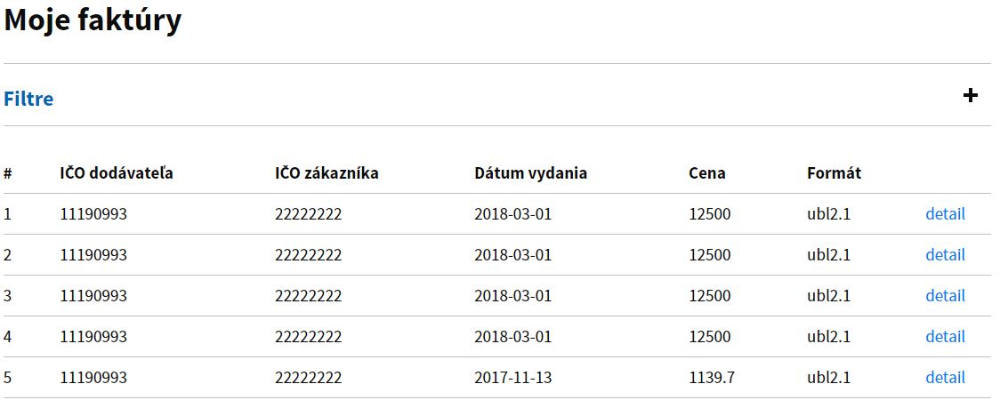 Moje faktúry
Filtre +
# IČO dodávateľa IČO zákazníka Dátum vydania Cena Formát
1 11190993 22222222 2018-03-01 12500 ubl2.1 detail
2 11190993 22222222 2018-03-01 12500 ubl2.1 detail
3 11190993 22222222 2018-03-01 12500 ubl2.1 detail
4 11190993 22222222 2018-03-01 12500 ubl2.1 detail
5 11190993 22222222 2017-11-13 1139.7 ubl2.1 detail